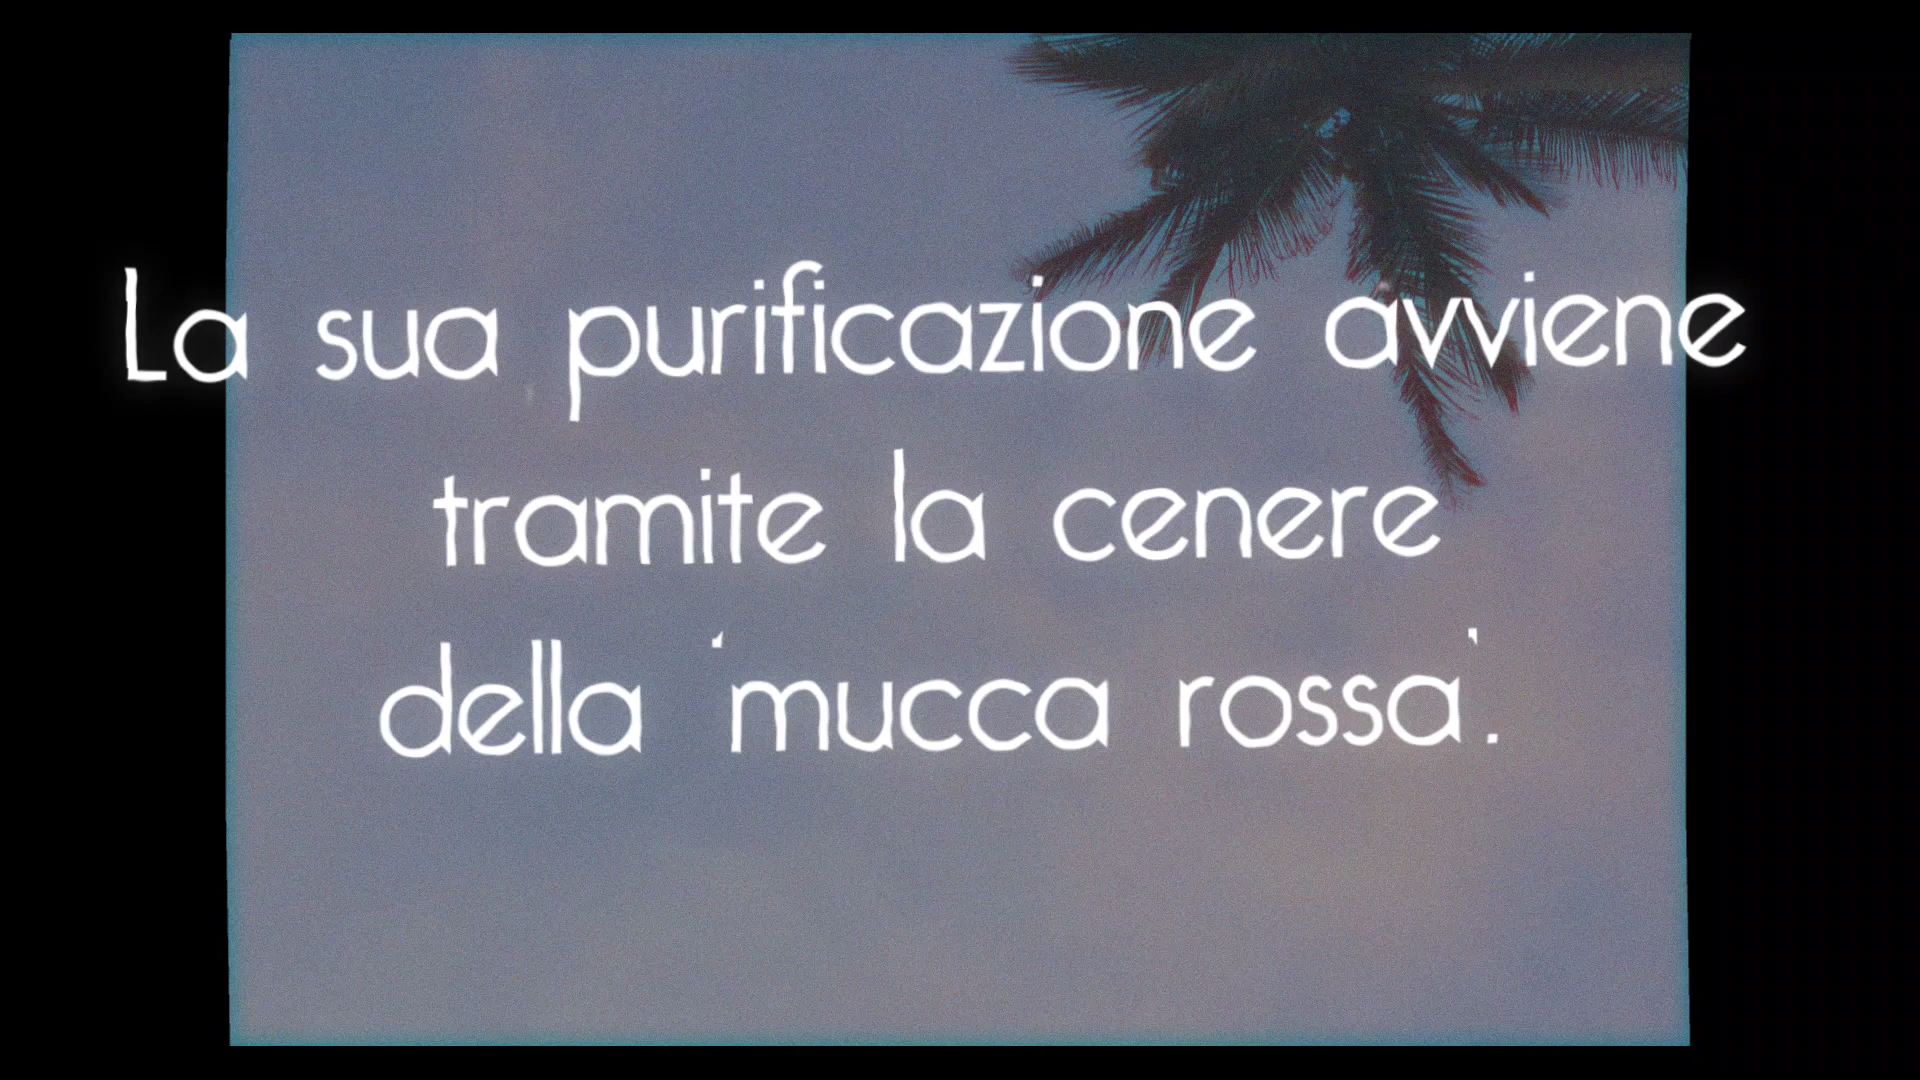 La sua purificazione avviene
tramite la cenere
della ‘mucca rossa’.